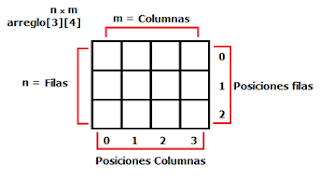 n x m
arreglo[3][4]
m = Columnas
n = Filas
0
1
2
Posiciones filas
0 1 2 3
Posiciones Columnas